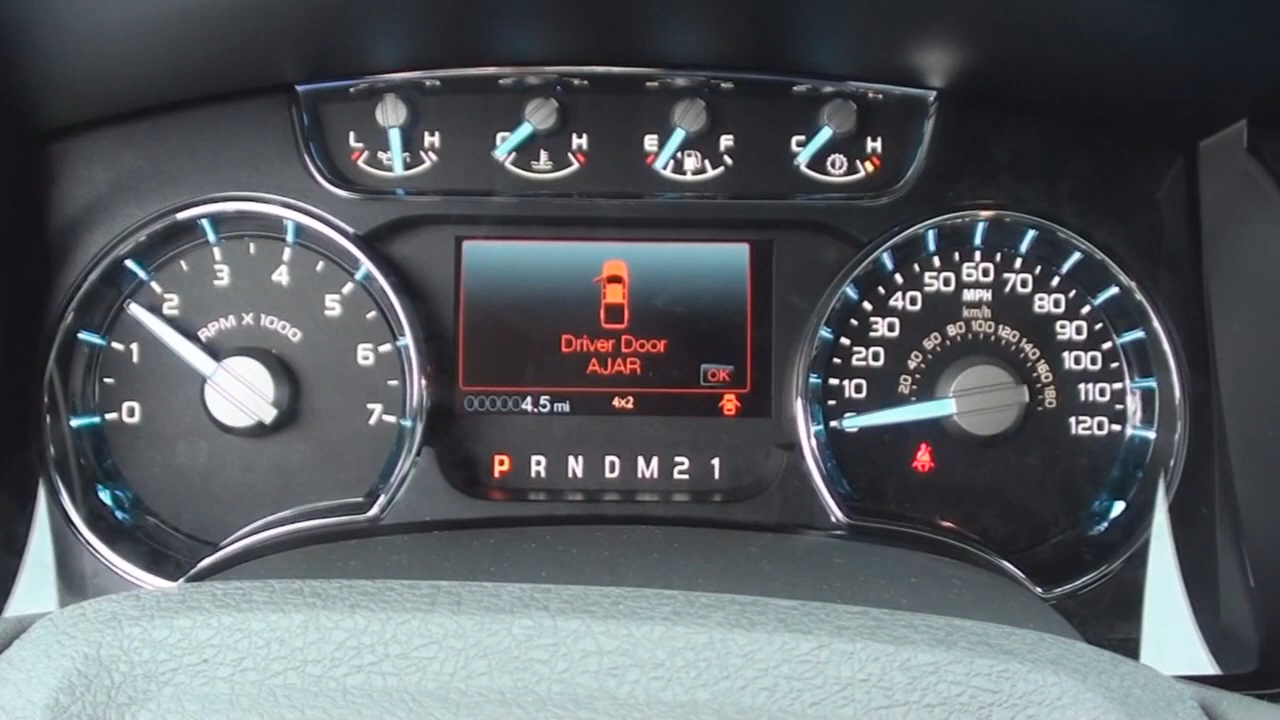 L H
C H
E F
C H
0 1 2 3 4 5 6 7
RPM X 1000
Driver Door
AJAR
OK
000004.5 mi
4x2
P R N D M 2 1
0 10 20 30 40 50 60 70 80 90 100 110 120
MPH
km/h
20 40 60 80 100 120 140 160 180